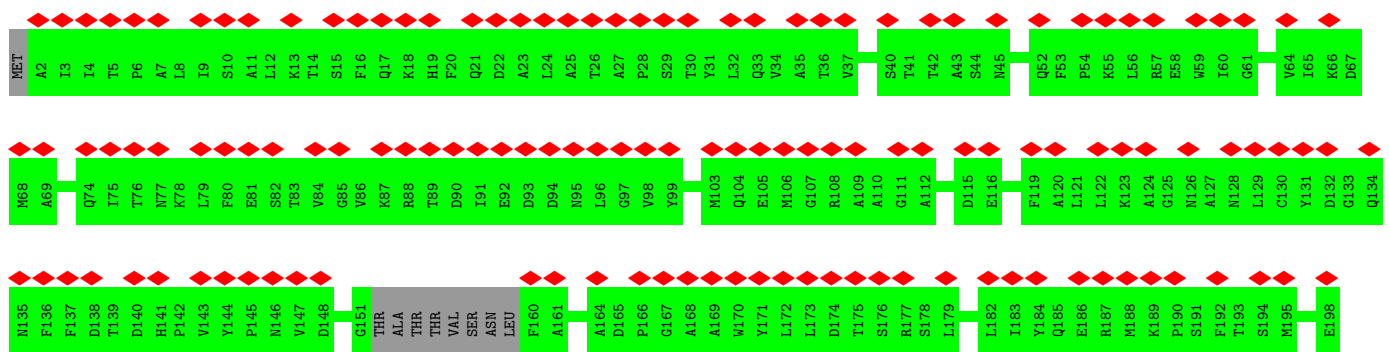 MET A2 I3 I4 T5 P6 A7 L8 I9 S10 A11 L12 K13 T14 S15 F16 Q17 K18 H19 F20 Q21 D22 A23 L24 A25 T26 A27 P28 S29 T30 Y31 L32 Q33 V34 A35 T36 V37 S40 T41 T42 A43 S44 N45 Q52 F53 P54 K55 L56 R57 E58 W59 I60 G61 V64 I65 K66 D67
M68 A69 Q74 I75 T76 N77 K78 L79 F80 E81 S82 T83 V84 G85 V86 K87 R88 T89 D90 I91 E92 D93 D94 N95 L96 G97 V98 Y99 M103 Q104 E105 M106 G107 R108 A109 A110 G111 A112 D115 E116 F119 A120 L121 L122 K123 A124 G125 N126 A127 N128 L129 C130 Y131 D132 G133 Q134
N135 F136 F137 D138 T139 D140 H141 P142 V143 Y144 P145 N146 V147 D148 G151 THR ALA THR THR VAL SER ASN LEU F160 A161 A164 D165 P166 G167 A168 A169 W170 Y171 L172 L173 D174 T175 S176 R177 S178 L179 L182 I183 Y184 Q185 E186 R187 M188 K189 P190 S191 F192 T193 S194 M195 E198